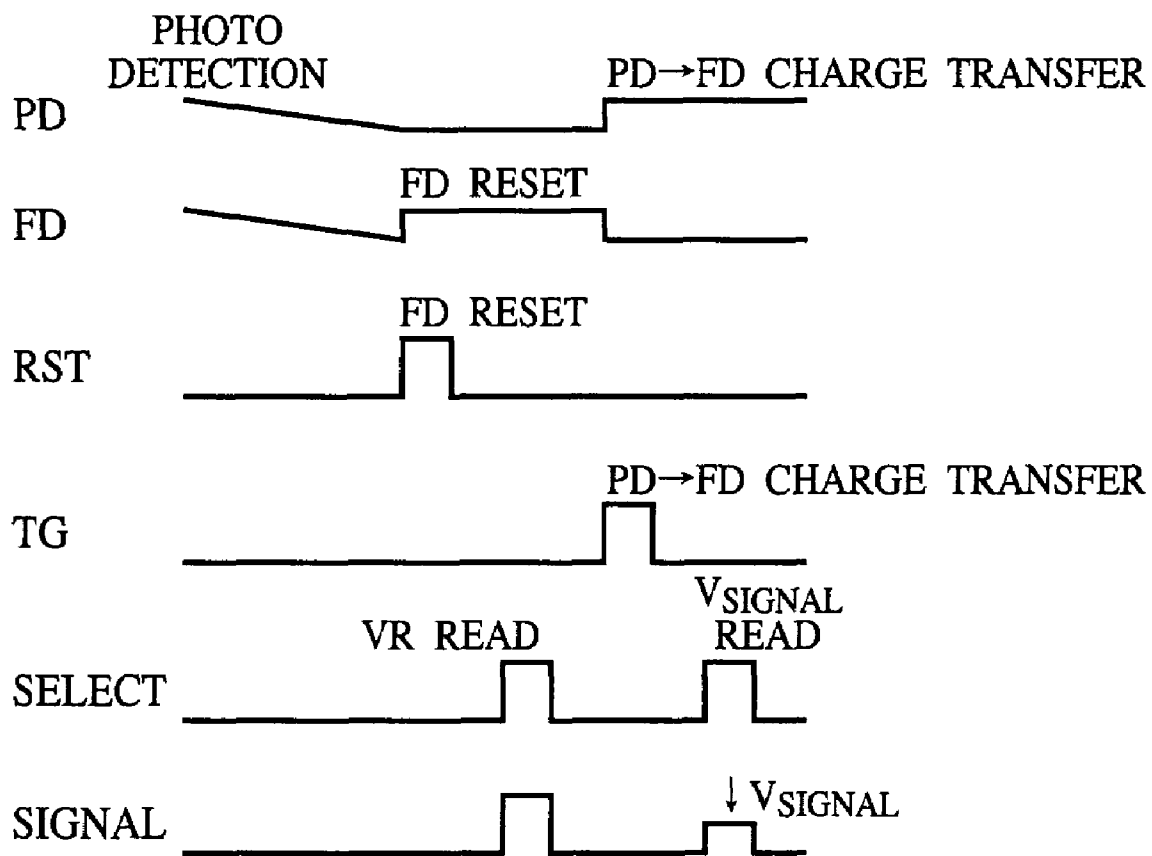 PHOTO
DETECTION
PD→FD CHARGE TRANSFER
PD
FD RESET
FD
FD RESET
RST
PD→FD CHARGE TRANSFER
TG
VSIGNAL
VR READ
READ
SELECT
VSIGNAL
SIGNAL